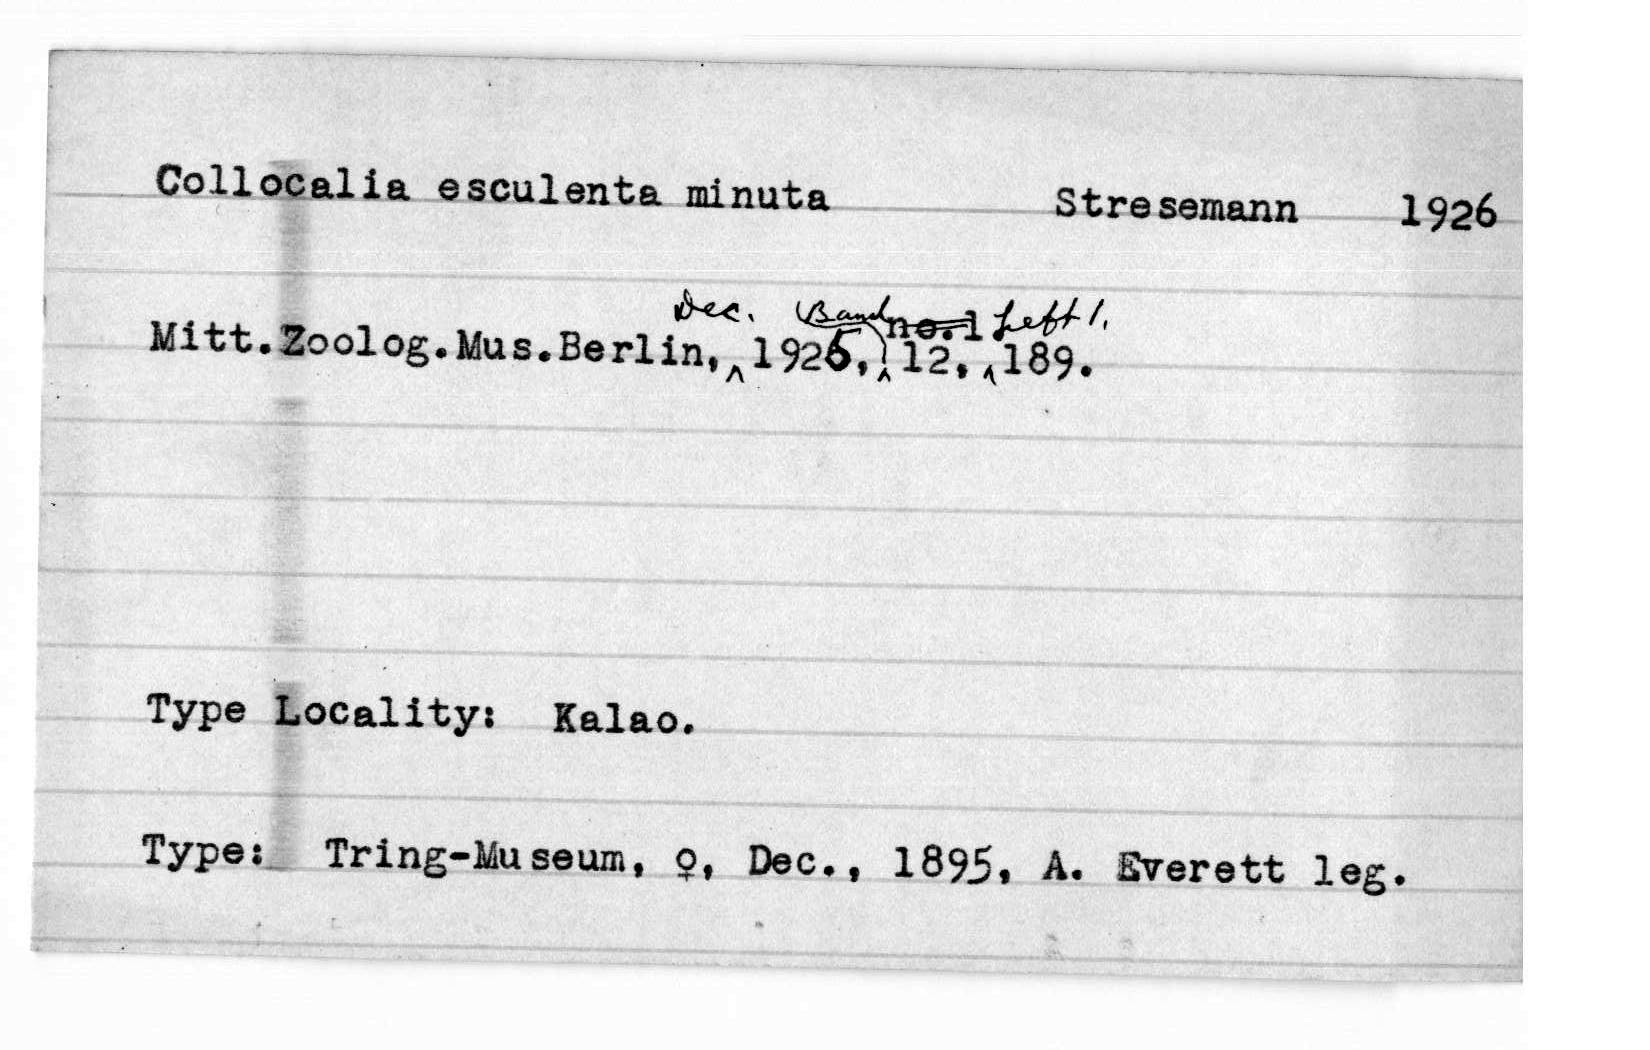 Collocalia esculenta minuta Stresemann 1926
Dec. Band no.1 Heft 1.
Mitt.Zoolog.Mus.Berlin, 1926, 12, 189.
Type Locality: Kalao.
Type: Tring-Museum, ♀, Dec., 1895, A. Everett leg.